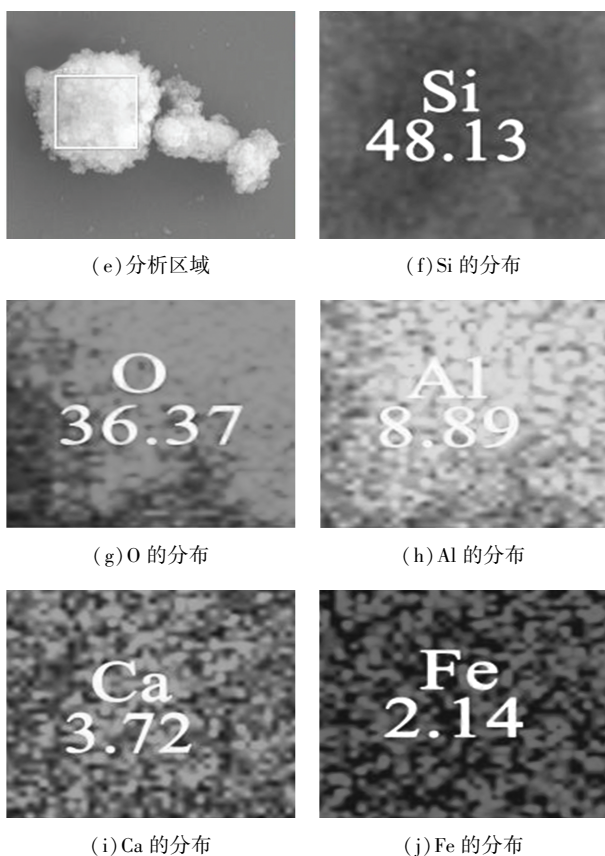 Si
48.13
(e)分析区域
(f)Si 的分布
O
36.37
Al
8.89
(g)O 的分布
(h)Al 的分布
Ca
3.72
Fe
2.14
(i)Ca 的分布
(j)Fe 的分布